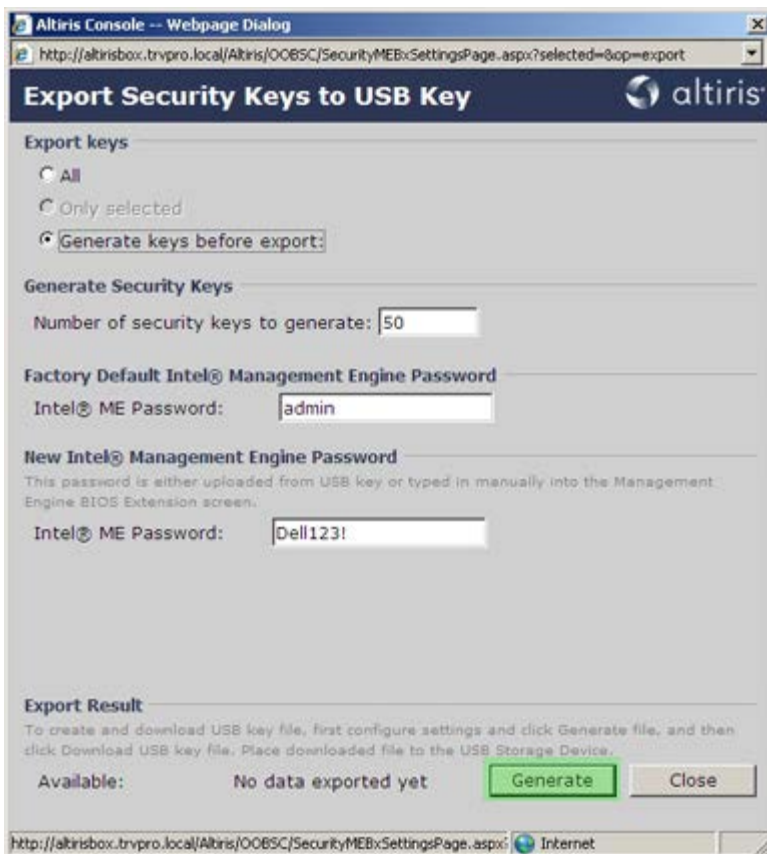 Altiris Console -- Webpage Dialog
http://altirisbox.trvpro.local/Altiris/OOBSC/SecurityMEBxSettingsPage.aspx?selected=&op=export
Export Security Keys to USB Key
altiris
Export keys
All
Only selected
Generate keys before export:
Generate Security Keys
Number of security keys to generate: 50
Factory Default Intel® Management Engine Password
Intel® ME Password: admin
New Intel® Management Engine Password
This password is either uploaded from USB key or typed in manually into the Management
Engine BIOS Extension screen.
Intel® ME Password: Dell123!
Export Result
To create and download USB key file, first configure settings and click Generate file, and then
click Download USB key file. Place downloaded file to the USB Storage Device.
Available: No data exported yet Generate Close
http://altirisbox.trvpro.local/Altiris/OOBSC/SecurityMEBxSettingsPage.aspx? Internet